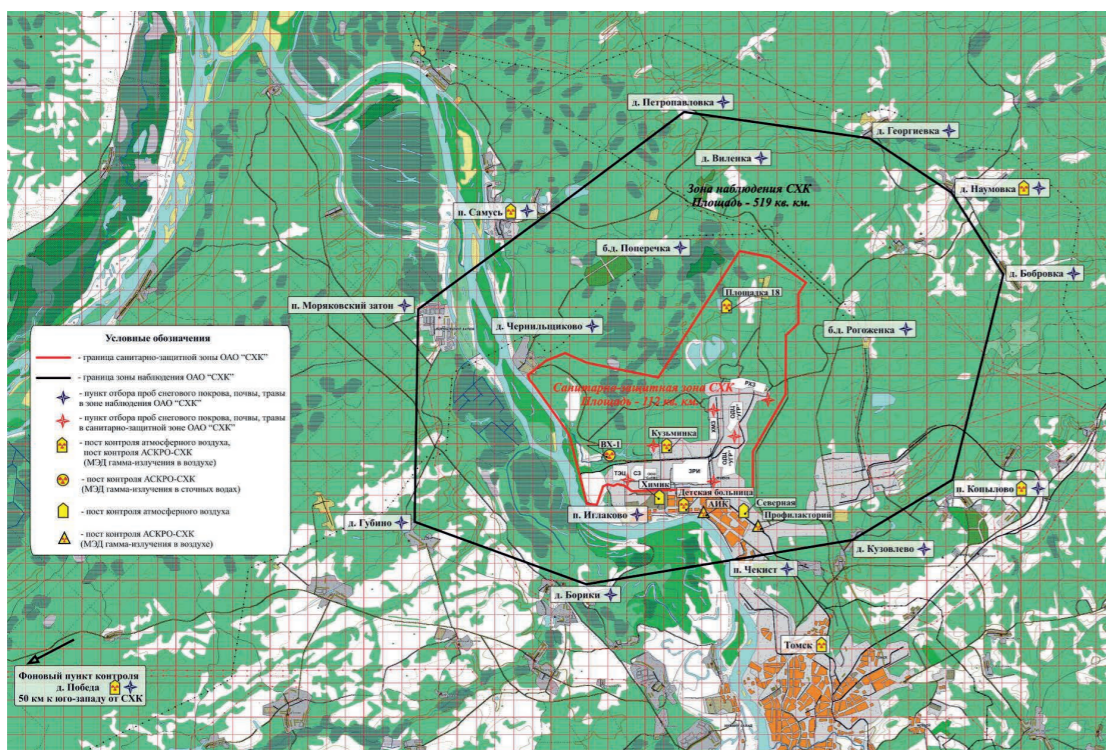 д. Петропавловка
д. Георгиевка
д. Виленка
д. Наумовка
Зона наблюдения СХК
Площадь - 519 кв. км.
п. Самусь
б.д. Поперечка
д. Бобровка
Площадка 18
п. Моряковский затон
д. Чернильщиково
б.д. Рогоженка
Условные обозначения
- граница санитарно-защитной зоны ОАО “СХК”
- граница зоны наблюдения ОАО “СХК”
- пункт отбора проб снегового покрова, почвы, травы
в зоне наблюдения ОАО “СХК”
- пункт отбора проб снегового покрова, почвы, травы
в санитарно-защитной зоне ОАО “СХК”
- пост контроля атмосферного воздуха,
пост контроля АСКРО-СХК
(МЭД гамма-излучения в воздухе)
- пост контроля АСКРО-СХК
(МЭД гамма-излучения в сточных водах)
- пост контроля атмосферного воздуха
- пост контроля АСКРО-СХК
(МЭД гамма-излучения в воздухе)
Санитарно-защитная зона СХК
Площадь - 112 кв. км.
РХЗ
Кузьминка
ВХ-1
ТЭЦ
СЗ
ЗРИ
Химик
Детская больница
АИК
Северная
Профилакторий
п. Копылово
п. Иглаково
д. Губино
д. Кузовлево
п. Чекист
д. Борики
Томск
Фоновый пункт контроля
д. Победа
50 км к юго-западу от СХК